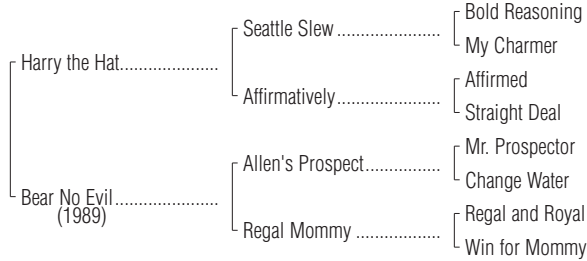 Bold Reasoning
Seattle Slew
My Charmer
Harry the Hat
Affirmed
Affirmatively
Straight Deal
Mr. Prospector
Allen's Prospect
Change Water
Bear No Evil
(1989)
Regal and Royal
Regal Mommy
Win for Mommy